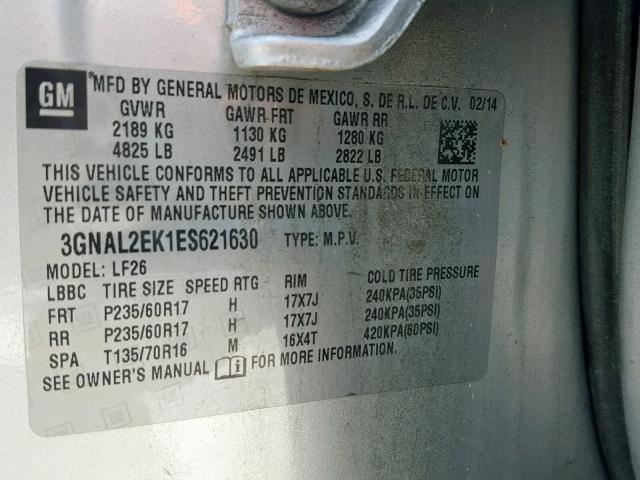 GM
*MFD BY GENERAL MOTORS DE MEXICO, S. DE R.L. DE C.V. 02/14
GVWR GAWR FRT GAWR RR
2189 KG 1130 KG 1280 KG
4825 LB 2491 LB 2822 LB
THIS VEHICLE CONFORMS TO ALL APPLICABLE U.S. FEDERAL MOTOR
VEHICLE SAFETY AND THEFT PREVENTION STANDARDS IN EFFECT ON
THE DATE OF MANUFACTURE SHOWN ABOVE.
3GNAL2EK1ES621630 TYPE: M.P.V.
MODEL: LF26
LBBC TIRE SIZE SPEED RTG RIM COLD TIRE PRESSURE
FRT P235/60R17 H 17X7J 240KPA(35PSI)
RR P235/60R17 H 17X7J 240KPA(35PSI)
SPA T135/70R16 M 16X4T 420KPA(60PSI)
SEE OWNER'S MANUAL FOR MORE INFORMATION.